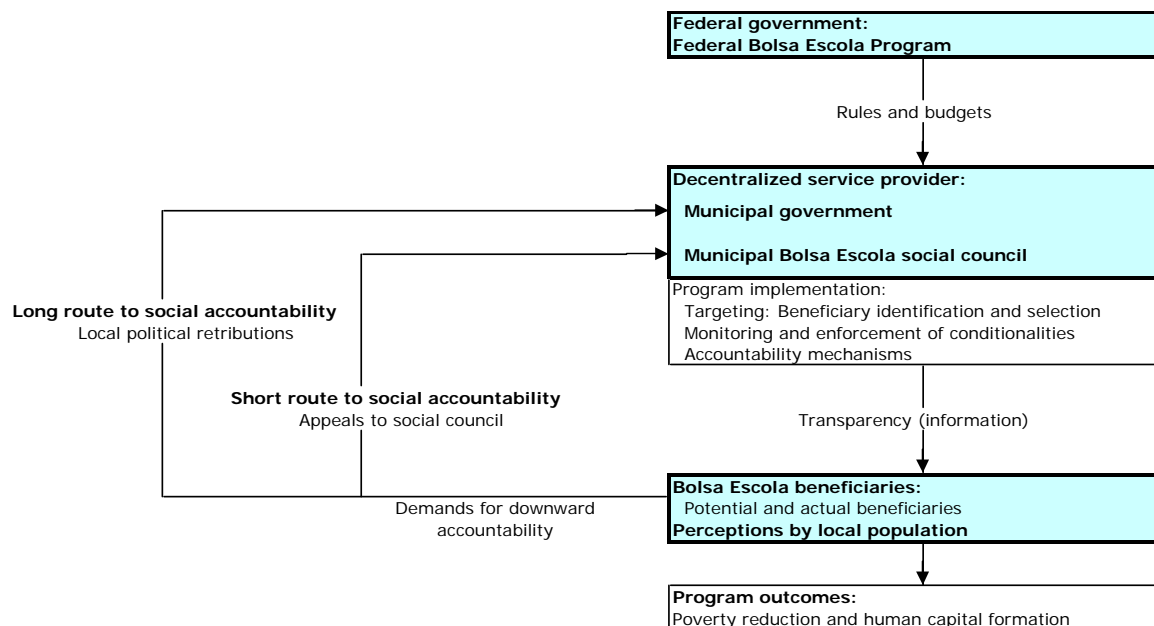 Federal government:
Federal Bolsa Escola Program
Rules and budgets
Decentralized service provider:
Municipal government
Municipal Bolsa Escola social council
Program implementation:
Targeting: Beneficiary identification and selection
Monitoring and enforcement of conditionalities
Accountability mechanisms
Long route to social accountability
Local political retributions
Short route to social accountability
Appeals to social council
Transparency (information)
Demands for downward
accountability
Bolsa Escola beneficiaries:
Potential and actual beneficiaries
Perceptions by local population
Program outcomes:
Poverty reduction and human capital formation